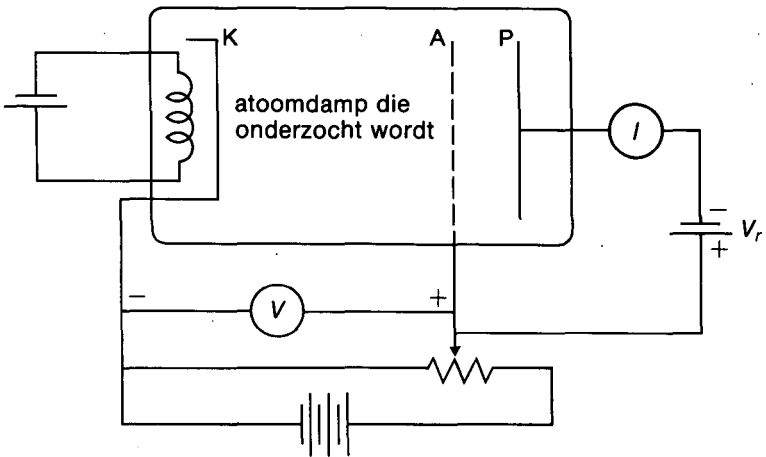 K
A
P
atoomdamp die
onderzocht wordt
I
−
+
V_r
−
V
+